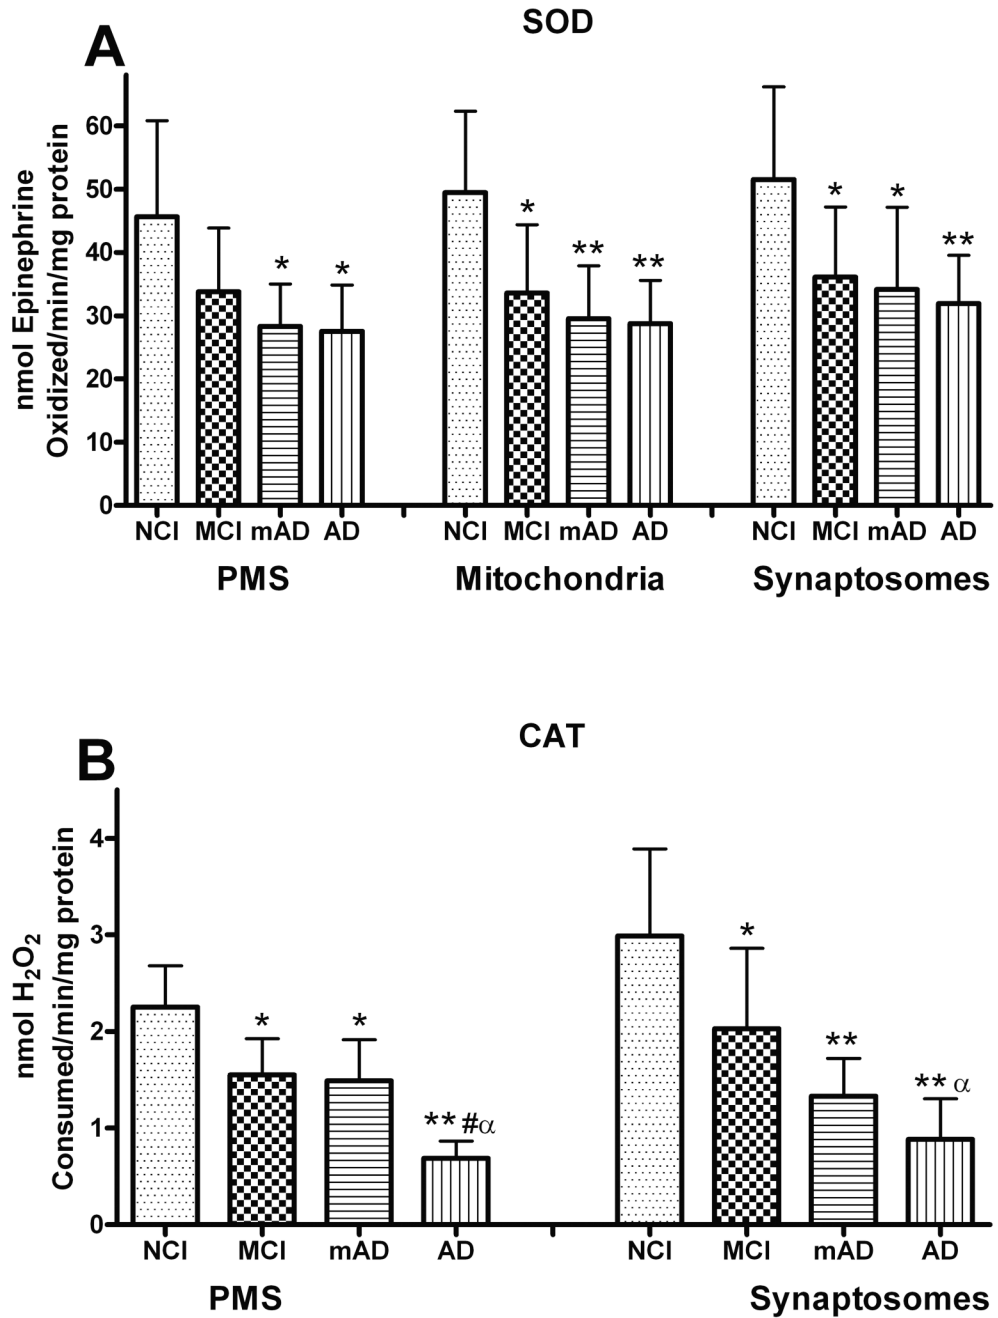 A
SOD
nmol Epinephrine
Oxidized/min/mg protein
60
50
40
30
20
10
0
*
*
*
**
**
*
*
**
NCI MCI mAD AD
NCI MCI mAD AD
NCI MCI mAD AD
PMS
Mitochondria
Synaptosomes
B
CAT
nmol H₂O₂
Consumed/min/mg protein
4
3
2
1
0
*
*
**#α
*
**
**α
NCI MCI mAD AD
NCI MCI mAD AD
PMS
Synaptosomes